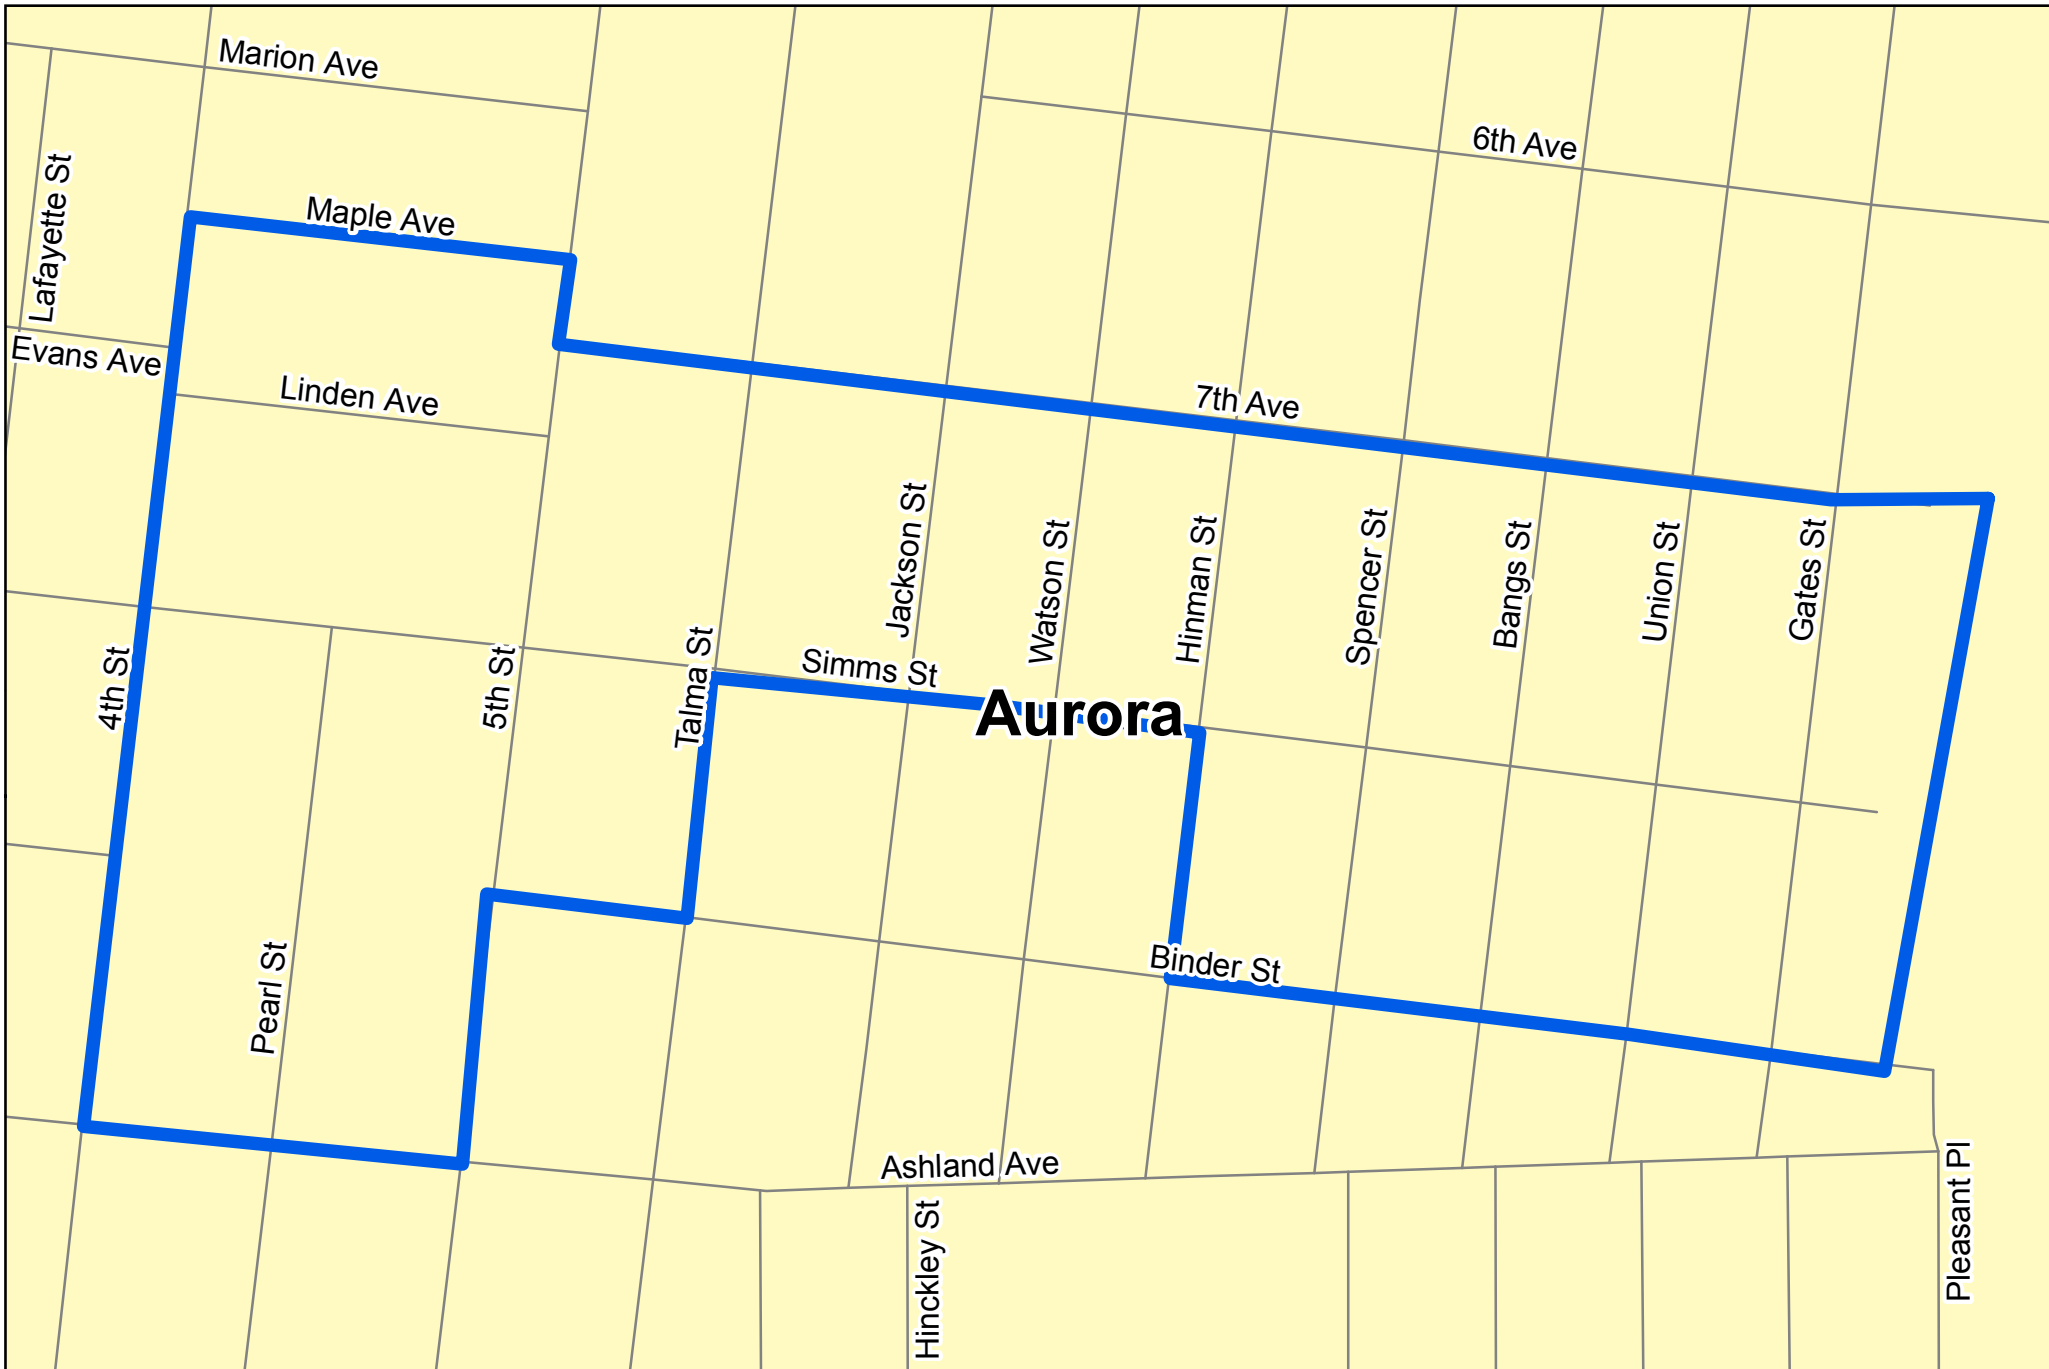 Marion Ave
6th Ave
Lafayette St
Maple Ave
Evans Ave
Linden Ave
7th Ave
Jackson St
Watson St
Hinman St
Spencer St
Bangs St
Union St
Gates St
4th St
5th St
Talma St
Simms St
Aurora
Pearl St
Binder St
Ashland Ave
Hinckley St
Pleasant Pl